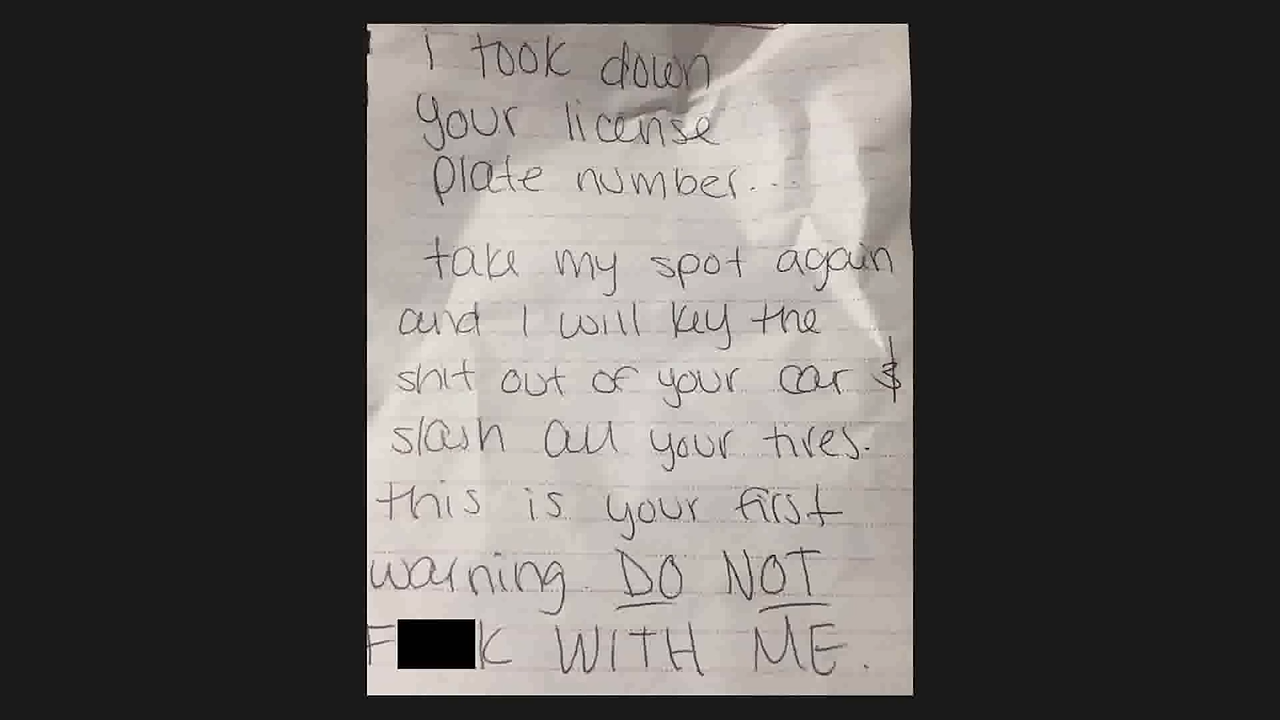 I took down
your license
plate number...
take my spot again
and I will key the
shit out of your car &
slash all your tires.
this is your first
warning. DO NOT
F K WITH ME.